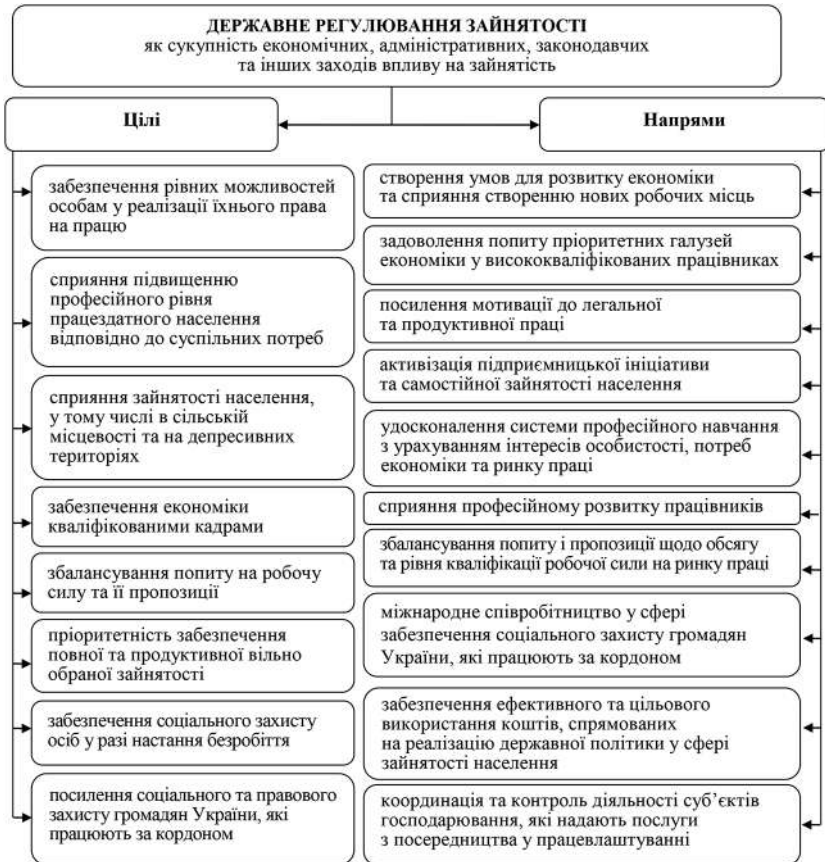 ДЕРЖАВНЕ РЕГУЛЮВАННЯ ЗАЙНЯТОСТІ
як сукупність економічних, адміністративних, законодавчих
та інших заходів впливу на зайнятість
Цілі
забезпечення рівних можливостей
особам у реалізації їхнього права
на працю
сприяння підвищенню
професійного рівня
працездатного населення
відповідно до суспільних потреб
сприяння зайнятості населення,
у тому числі в сільській
місцевості та на депресивних
територіях
забезпечення економіки
кваліфікованими кадрами
збалансування попиту на робочу
силу та її пропозиції
пріоритетність забезпечення
повної та продуктивної вільно
обраної зайнятості
забезпечення соціального захисту
осіб у разі настання безробіття
посилення соціального та правового
захисту громадян України, які
працюють за кордоном
Напрями
створення умов для розвитку економіки
та сприяння створенню нових робочих місць
задоволення попиту пріоритетних галузей
економіки у висококваліфікованих працівниках
посилення мотивації до легальної
та продуктивної праці
активізація підприємницької ініціативи
та самостійної зайнятості населення
удосконалення системи професійного навчання
з урахуванням інтересів особистості, потреб
економіки та ринку праці
сприяння професійному розвитку працівників
збалансування попиту і пропозиції щодо обсягу
та рівня кваліфікації робочої сили на ринку праці
міжнародне співробітництво у сфері
забезпечення соціального захисту громадян
України, які працюють за кордоном
забезпечення ефективного та цільового
використання коштів, спрямованих
на реалізацію державної політики у сфері
зайнятості населення
координація та контроль діяльності суб’єктів
господарювання, які надають послуги
з посередництва у працевлаштуванні